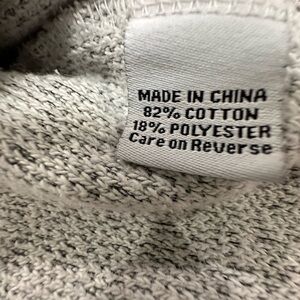 MADE IN CHINA
82% COTTON
18% POLYESTER
Care on Reverse